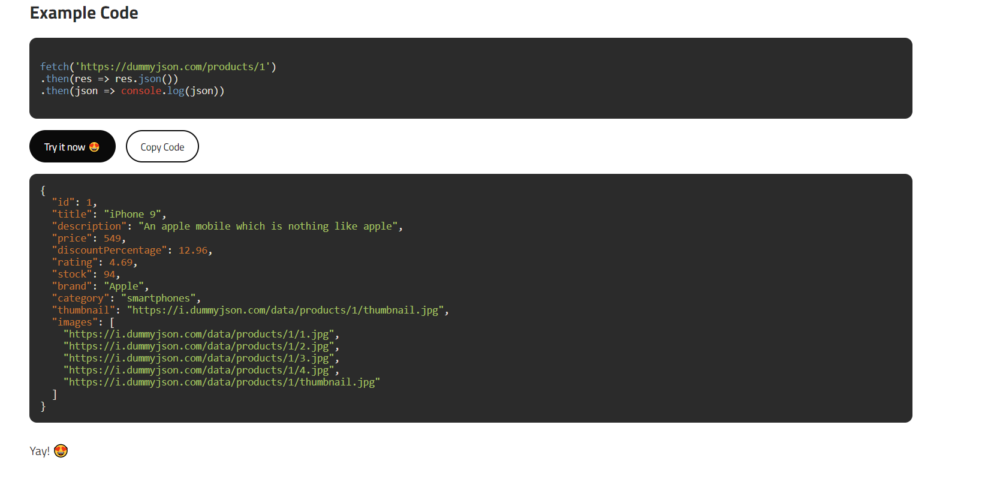 Example Code
fetch('https://dummyjson.com/products/1')
.then(res => res.json())
.then(json => console.log(json))
Try it now 😍
Copy Code
{
  "id": 1,
  "title": "iPhone 9",
  "description": "An apple mobile which is nothing like apple",
  "price": 549,
  "discountPercentage": 12.96,
  "rating": 4.69,
  "stock": 94,
  "brand": "Apple",
  "category": "smartphones",
  "thumbnail": "https://i.dummyjson.com/data/products/1/thumbnail.jpg",
  "images": [
    "https://i.dummyjson.com/data/products/1/1.jpg",
    "https://i.dummyjson.com/data/products/1/2.jpg",
    "https://i.dummyjson.com/data/products/1/3.jpg",
    "https://i.dummyjson.com/data/products/1/4.jpg",
    "https://i.dummyjson.com/data/products/1/thumbnail.jpg"
  ]
}
Yay! 😍